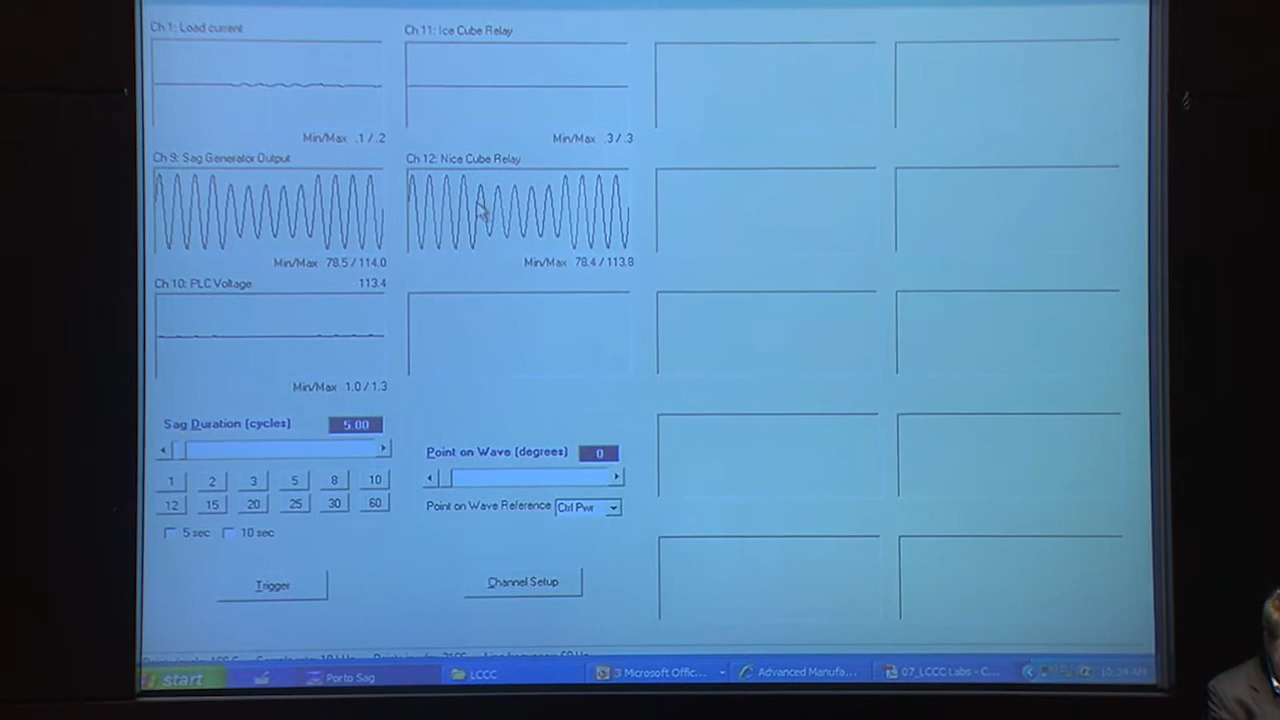 Ch 1: Load current
Ch 11: Ice Cube Relay
Min/Max .1 / .2
Min/Max .3 / .3
Ch 9: Sag Generator Output
Ch 12: Nice Cube Relay
Min/Max 78.5 / 114.0
Min/Max 78.4 / 113.8
Ch 10: PLC Voltage 113.4
Min/Max 1.0 / 1.3
Sag Duration (cycles) 5.00
Point on Wave (degrees) 0
1 2 3 5 8 10
12 15 20 25 30 60
Point on Wave Reference Ctrl Pwr
5 sec 10 sec
Trigger
Channel Setup
start
Porto Sag
LCCC
3 Microsoft Offic...
Advanced Manufa...
07_LCCC Labs - C...
10:34 AM